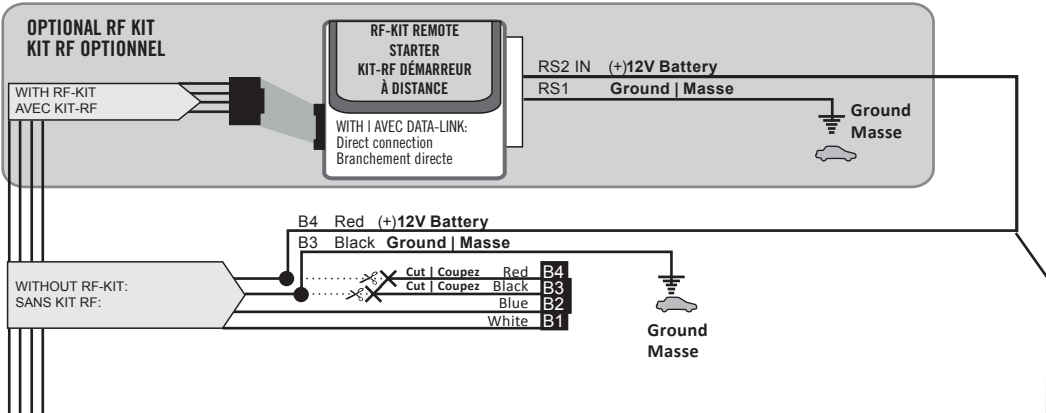 OPTIONAL RF KIT
KIT RF OPTIONNEL
RF-KIT REMOTE
STARTER
KIT-RF DÉMARREUR
À DISTANCE
RS2 IN (+)12V Battery
RS1 Ground | Masse
WITH RF-KIT
AVEC KIT-RF
WITH | AVEC DATA-LINK:
Direct connection
Branchement directe
Ground
Masse
B4 Red (+)12V Battery
B3 Black Ground | Masse
WITHOUT RF-KIT:
SANS KIT RF:
Cut | Coupez Red B4
Cut | Coupez Black B3
Blue B2
White B1
Ground
Masse